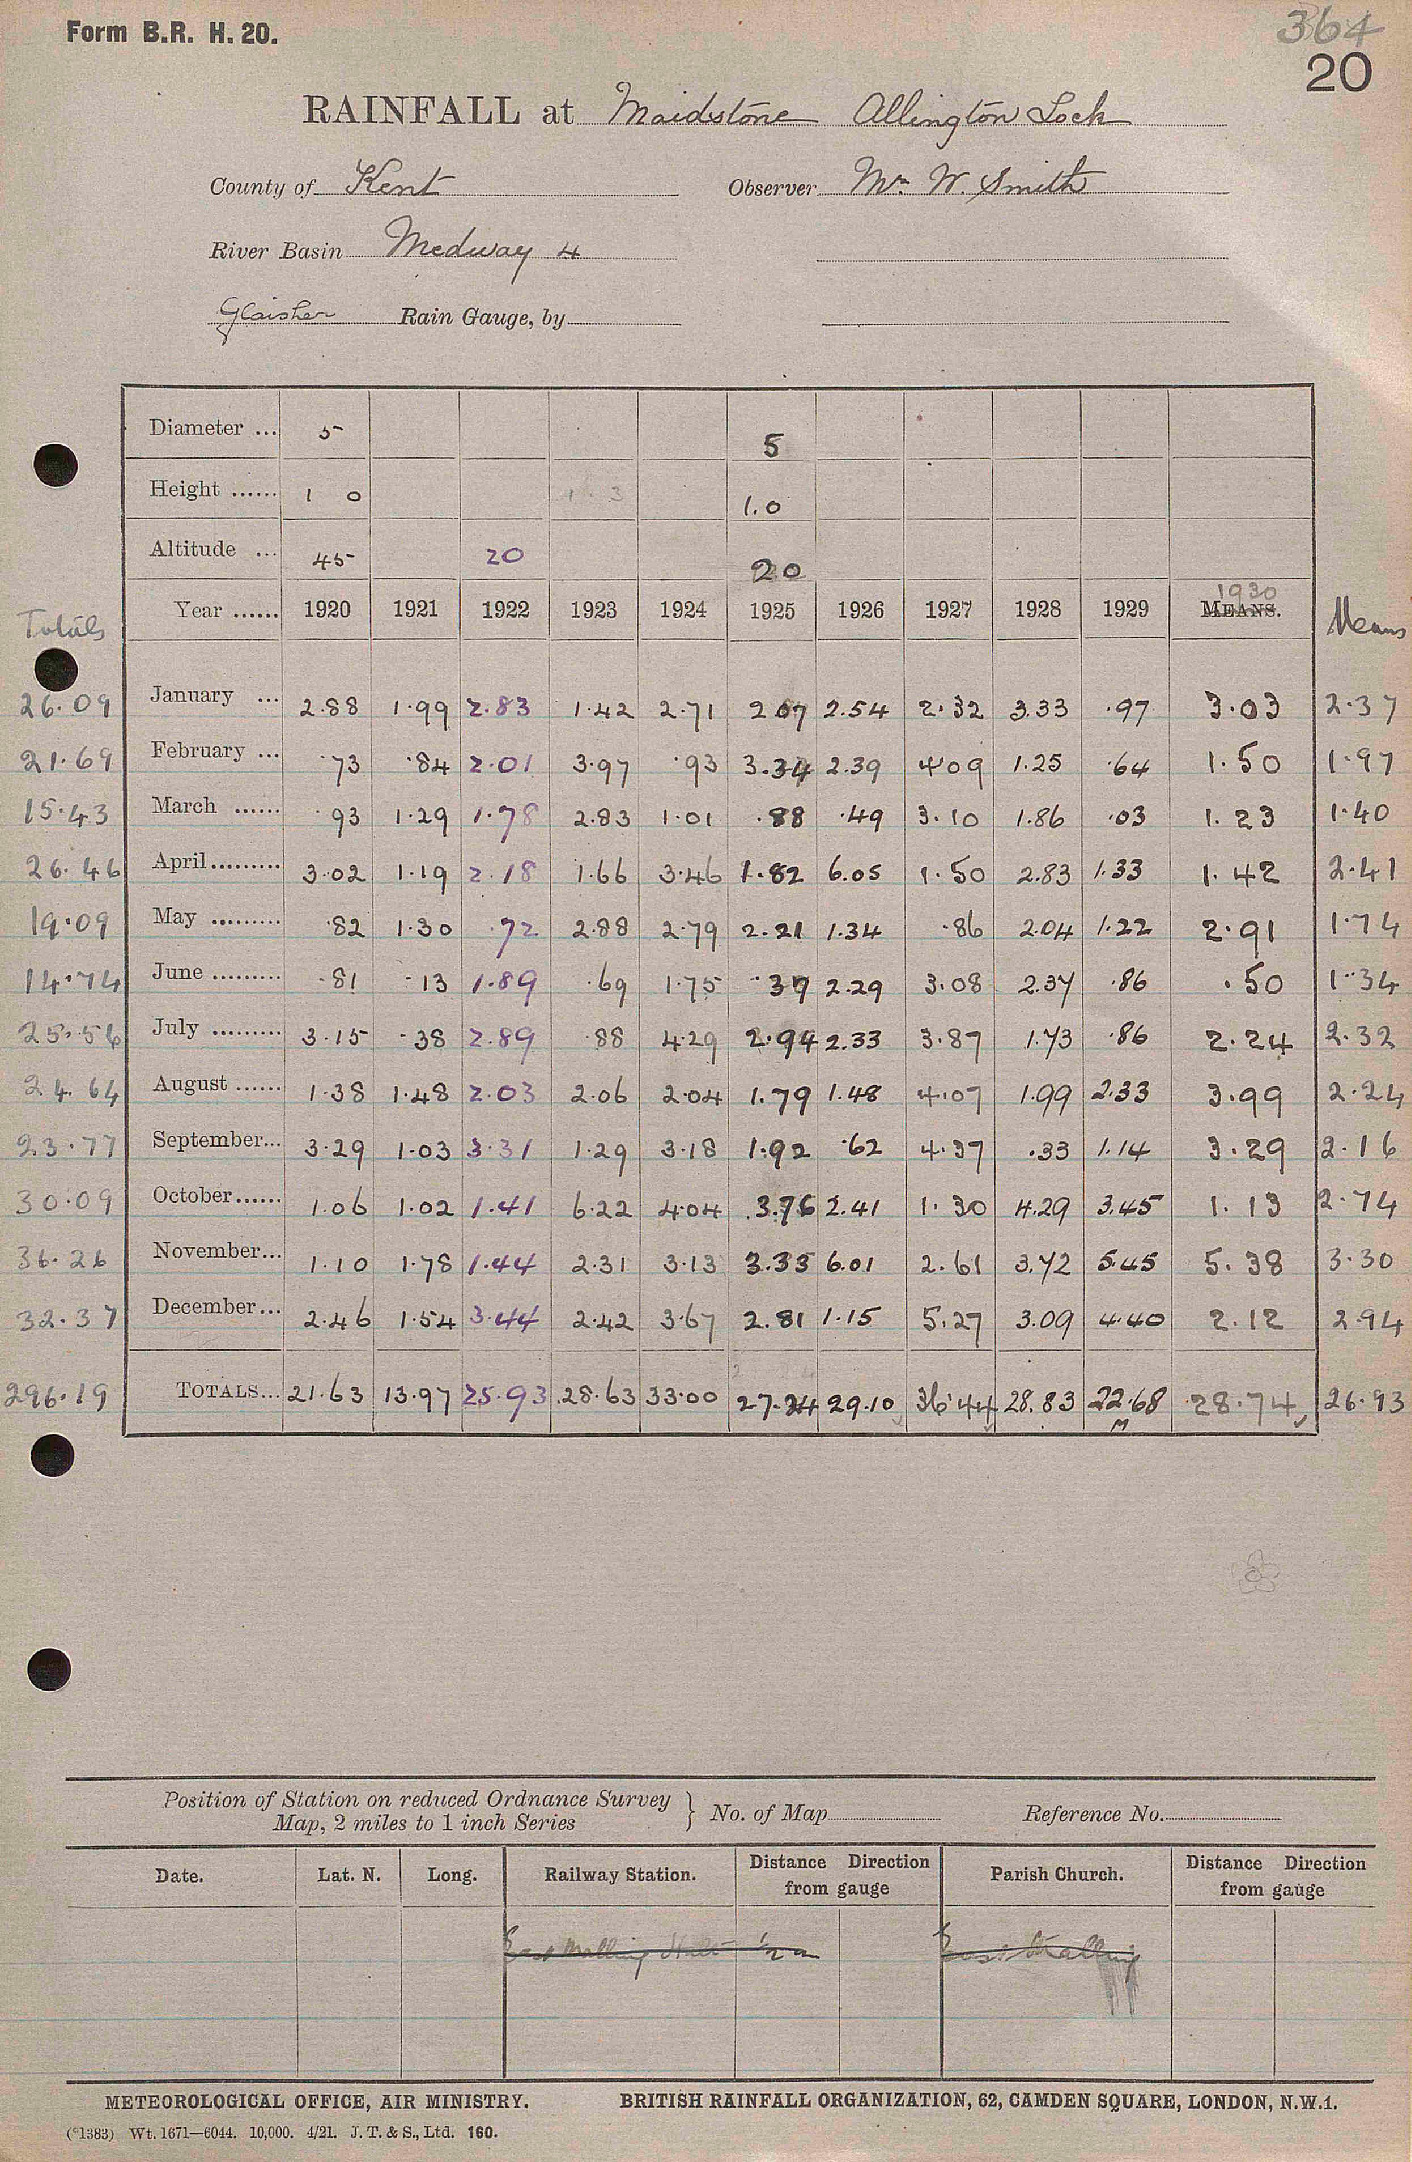 Form B.R. H. 20.
364
20
RAINFALL at Maidstone Allington Lock
County of Kent Observer Mr W. Smith
River Basin Medway 4
Glaisher Rain Gauge, by
Diameter ... 5 5
Height ...... 1 0 1.3 1.0
Altitude ... 45 20 20
Totals Year ...... 1920 1921 1922 1923 1924 1925 1926 1927 1928 1929 MEANS. 1930 Means
26.09 January ... 2.88 1.99 2.83 1.42 2.71 2.07 2.54 2.32 3.33 .97 3.03 2.37
21.69 February ... .73 .84 2.01 3.97 .93 3.34 2.39 4.09 1.25 .64 1.50 1.97
15.43 March ...... .93 1.29 1.78 2.83 1.01 .88 .49 3.10 1.86 .03 1.23 1.40
26.46 April ......... 3.02 1.19 2.18 1.66 3.46 1.82 6.05 1.50 2.83 1.33 1.42 2.41
19.09 May ......... .82 1.30 .72 2.88 2.79 2.21 1.34 .86 2.04 1.22 2.91 1.74
14.74 June ......... .81 .13 1.89 .69 1.75 .37 2.29 3.08 2.37 .86 .50 1.34
25.56 July ......... 3.15 .38 2.89 .88 4.29 2.94 2.33 3.87 1.73 .86 2.24 2.32
24.64 August ...... 1.38 1.48 2.03 2.06 2.04 1.79 1.48 4.07 1.99 2.33 3.99 2.24
23.77 September... 3.29 1.03 3.31 1.29 3.18 1.92 .62 4.37 .33 1.14 3.29 2.16
30.09 October...... 1.06 1.02 1.41 6.22 4.04 3.76 2.41 1.30 4.29 3.45 1.13 2.74
36.26 November... 1.10 1.78 1.44 2.31 3.13 3.33 6.01 2.61 3.72 5.45 5.38 3.30
32.37 December... 2.46 1.54 3.44 2.42 3.67 2.81 1.15 5.27 3.09 4.40 2.12 2.94
296.19 TOTALS... 21.63 13.97 25.93 28.63 33.00 27.24 29.10 36.44 28.83 22.68 28.74 26.93
Position of Station on reduced Ordnance Survey
Map, 2 miles to 1 inch Series } No. of Map Reference No.
Date. Lat. N. Long. Railway Station. Distance Direction from gauge Parish Church. Distance Direction from gauge
East Malling Halt ½ m East Malling
METEOROLOGICAL OFFICE, AIR MINISTRY. BRITISH RAINFALL ORGANIZATION, 62, CAMDEN SQUARE, LONDON, N.W.1.
(*1383) Wt. 1671—6044. 10,000. 4/21. J. T. & S., Ltd. 160.